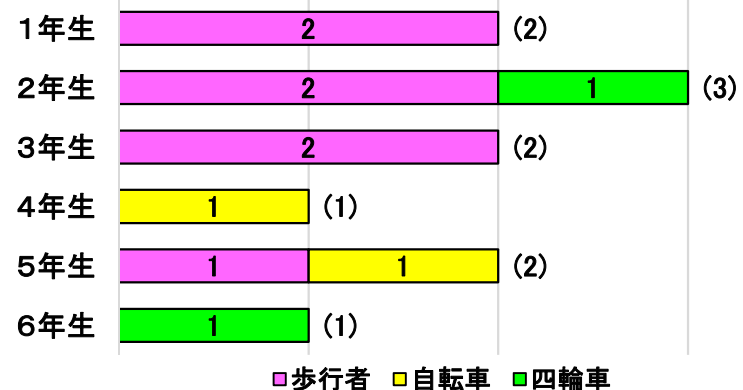 １年生 2 (2)
２年生 2 1 (3)
３年生 2 (2)
４年生 1 (1)
５年生 1 1 (2)
６年生 1 (1)
歩行者 自転車 四輪車